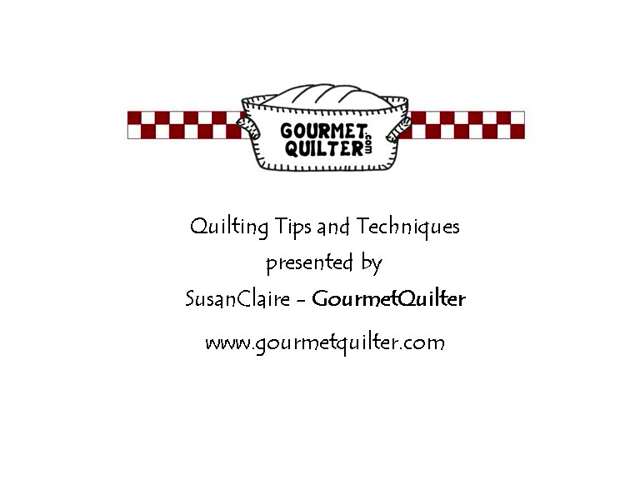 GOURMET
QUILTER.com
Quilting Tips and Techniques
presented by
SusanClaire - GourmetQuilter
www.gourmetquilter.com